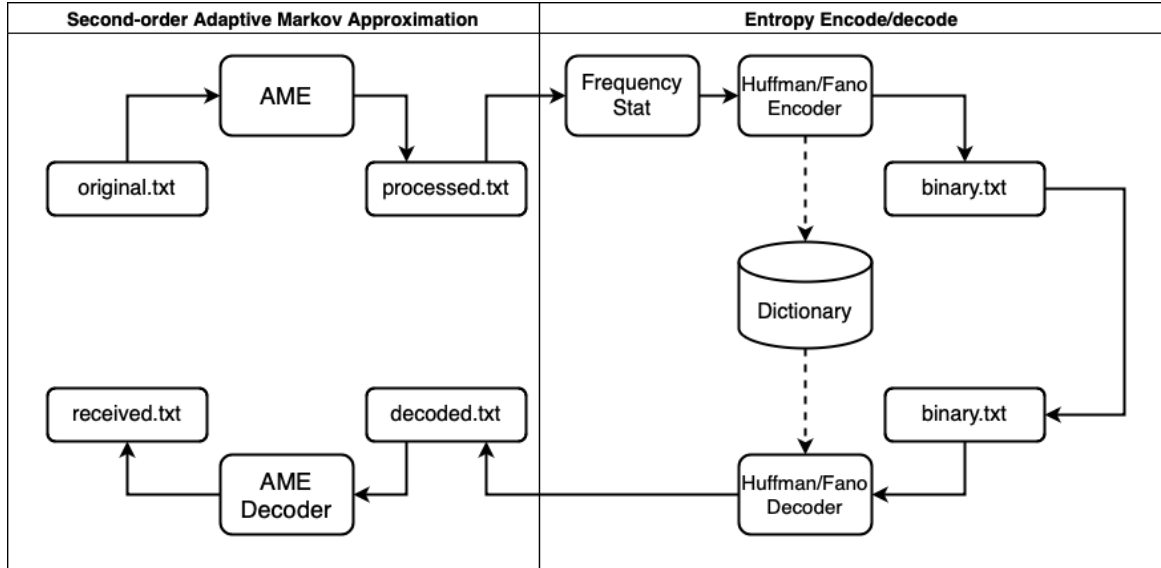 Second-order Adaptive Markov Approximation
Entropy Encode/decode
AME
Frequency
Stat
Huffman/Fano
Encoder
original.txt
processed.txt
binary.txt
Dictionary
received.txt
decoded.txt
binary.txt
AME
Decoder
Huffman/Fano
Decoder